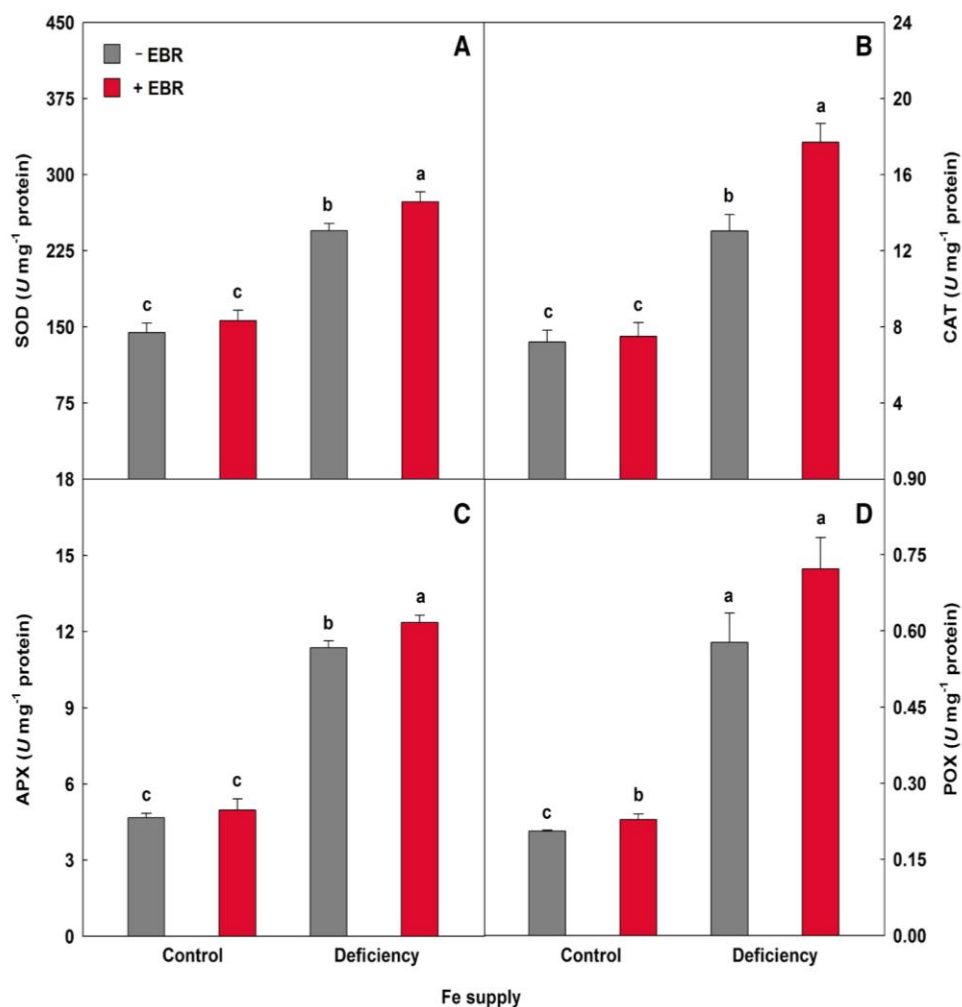 450
A
B
24
− EBR
+ EBR
375
20
a
300
a
16
b
b
SOD (U mg⁻¹ protein)
CAT (U mg⁻¹ protein)
225
12
c
c
c
c
150
8
75
4
18
0.90
C
D
a
15
0.75
a
a
b
12
0.60
APX (U mg⁻¹ protein)
POX (U mg⁻¹ protein)
9
0.45
6
0.30
c
c
c
b
3
0.15
0
0.00
Control
Deficiency
Control
Deficiency
Fe supply